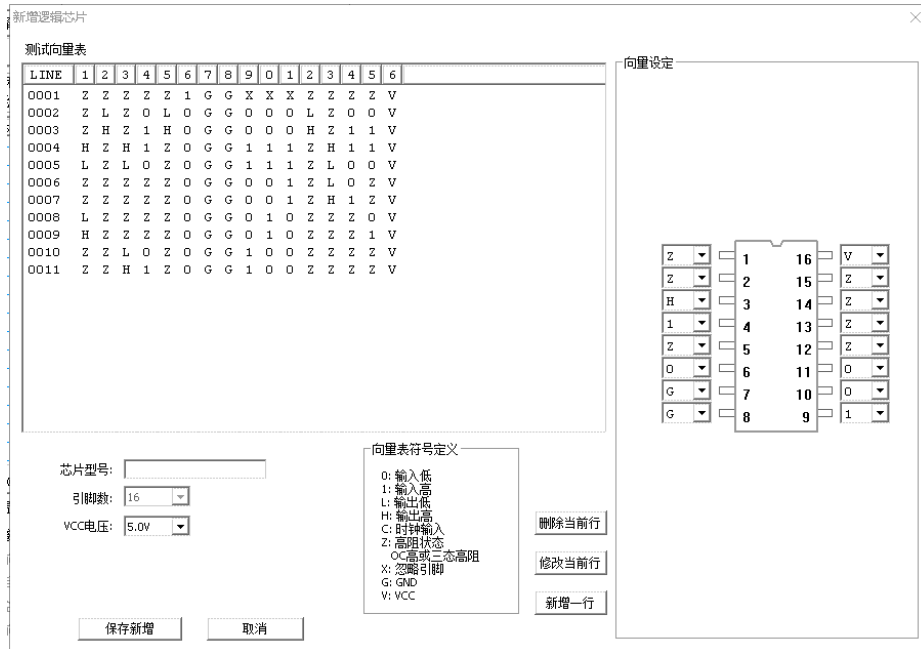 新增逻辑芯片
测试向量表
LINE 1 2 3 4 5 6 7 8 9 0 1 2 3 4 5 6
0001 Z Z Z Z Z 1 G G X X X Z Z Z Z V
0002 Z L Z 0 L 0 G G 0 0 0 L Z 0 0 V
0003 Z H Z 1 H 0 G G 0 0 0 H Z 1 1 V
0004 H Z H 1 Z 0 G G 1 1 1 Z H 1 1 V
0005 L Z L 0 Z 0 G G 1 1 1 Z L 0 0 V
0006 Z Z Z Z Z 0 G G 0 0 1 Z L 0 Z V
0007 Z Z Z Z Z 0 G G 0 0 1 Z H 1 Z V
0008 L Z Z Z Z 0 G G 0 1 0 Z Z Z 0 V
0009 H Z Z Z Z 0 G G 0 1 0 Z Z Z 1 V
0010 Z Z L 0 Z 0 G G 1 0 0 Z Z Z Z V
0011 Z Z H 1 Z 0 G G 1 0 0 Z Z Z Z V
向量设定
Z 1 16 V
Z 2 15 Z
H 3 14 Z
1 4 13 Z
Z 5 12 Z
0 6 11 0
G 7 10 0
G 8 9 1
芯片型号:
引脚数: 16
VCC电压: 5.0V
保存新增
取消
向量表符号定义
0: 输入低
1: 输入高
L: 输出低
H: 输出高
C: 时钟输入
Z: 高阻状态
OC高或三态高阻
X: 忽略引脚
G: GND
V: VCC
删除当前行
修改当前行
新增一行